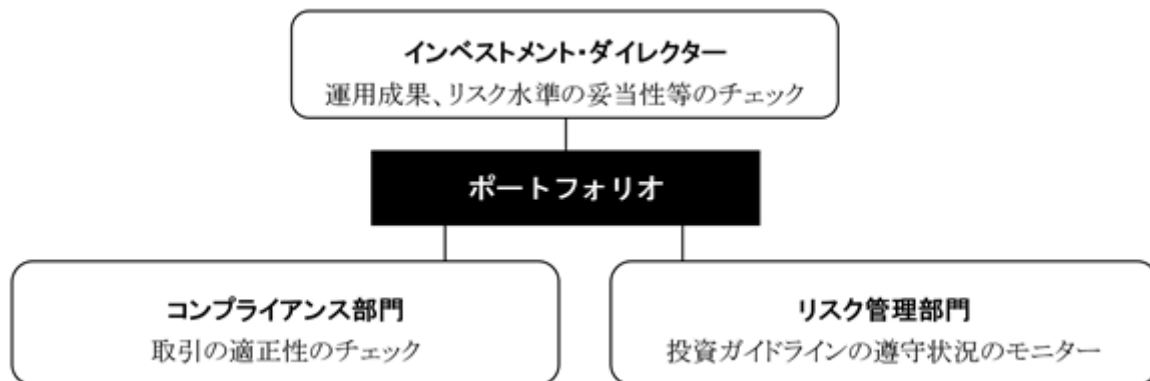 インベストメント・ダイレクター
運用成果、リスク水準の妥当性等のチェック
ポートフォリオ
コンプライアンス部門
取引の適正性のチェック
リスク管理部門
投資ガイドラインの遵守状況のモニター